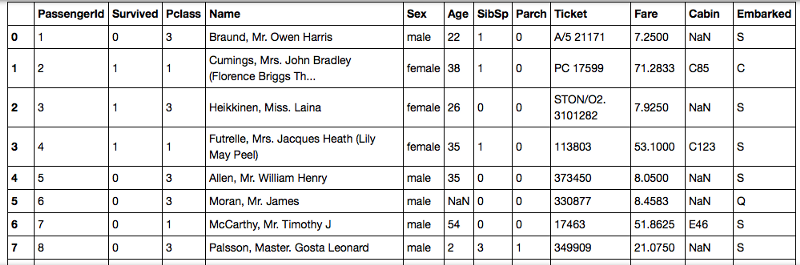 PassengerId Survived Pclass Name Sex Age SibSp Parch Ticket Fare Cabin Embarked
0 1 0 3 Braund, Mr. Owen Harris male 22 1 0 A/5 21171 7.2500 NaN S
1 2 1 1 Cumings, Mrs. John Bradley (Florence Briggs Th... female 38 1 0 PC 17599 71.2833 C85 C
2 3 1 3 Heikkinen, Miss. Laina female 26 0 0 STON/O2. 3101282 7.9250 NaN S
3 4 1 1 Futrelle, Mrs. Jacques Heath (Lily May Peel) female 35 1 0 113803 53.1000 C123 S
4 5 0 3 Allen, Mr. William Henry male 35 0 0 373450 8.0500 NaN S
5 6 0 3 Moran, Mr. James male NaN 0 0 330877 8.4583 NaN Q
6 7 0 1 McCarthy, Mr. Timothy J male 54 0 0 17463 51.8625 E46 S
7 8 0 3 Palsson, Master. Gosta Leonard male 2 3 1 349909 21.0750 NaN S